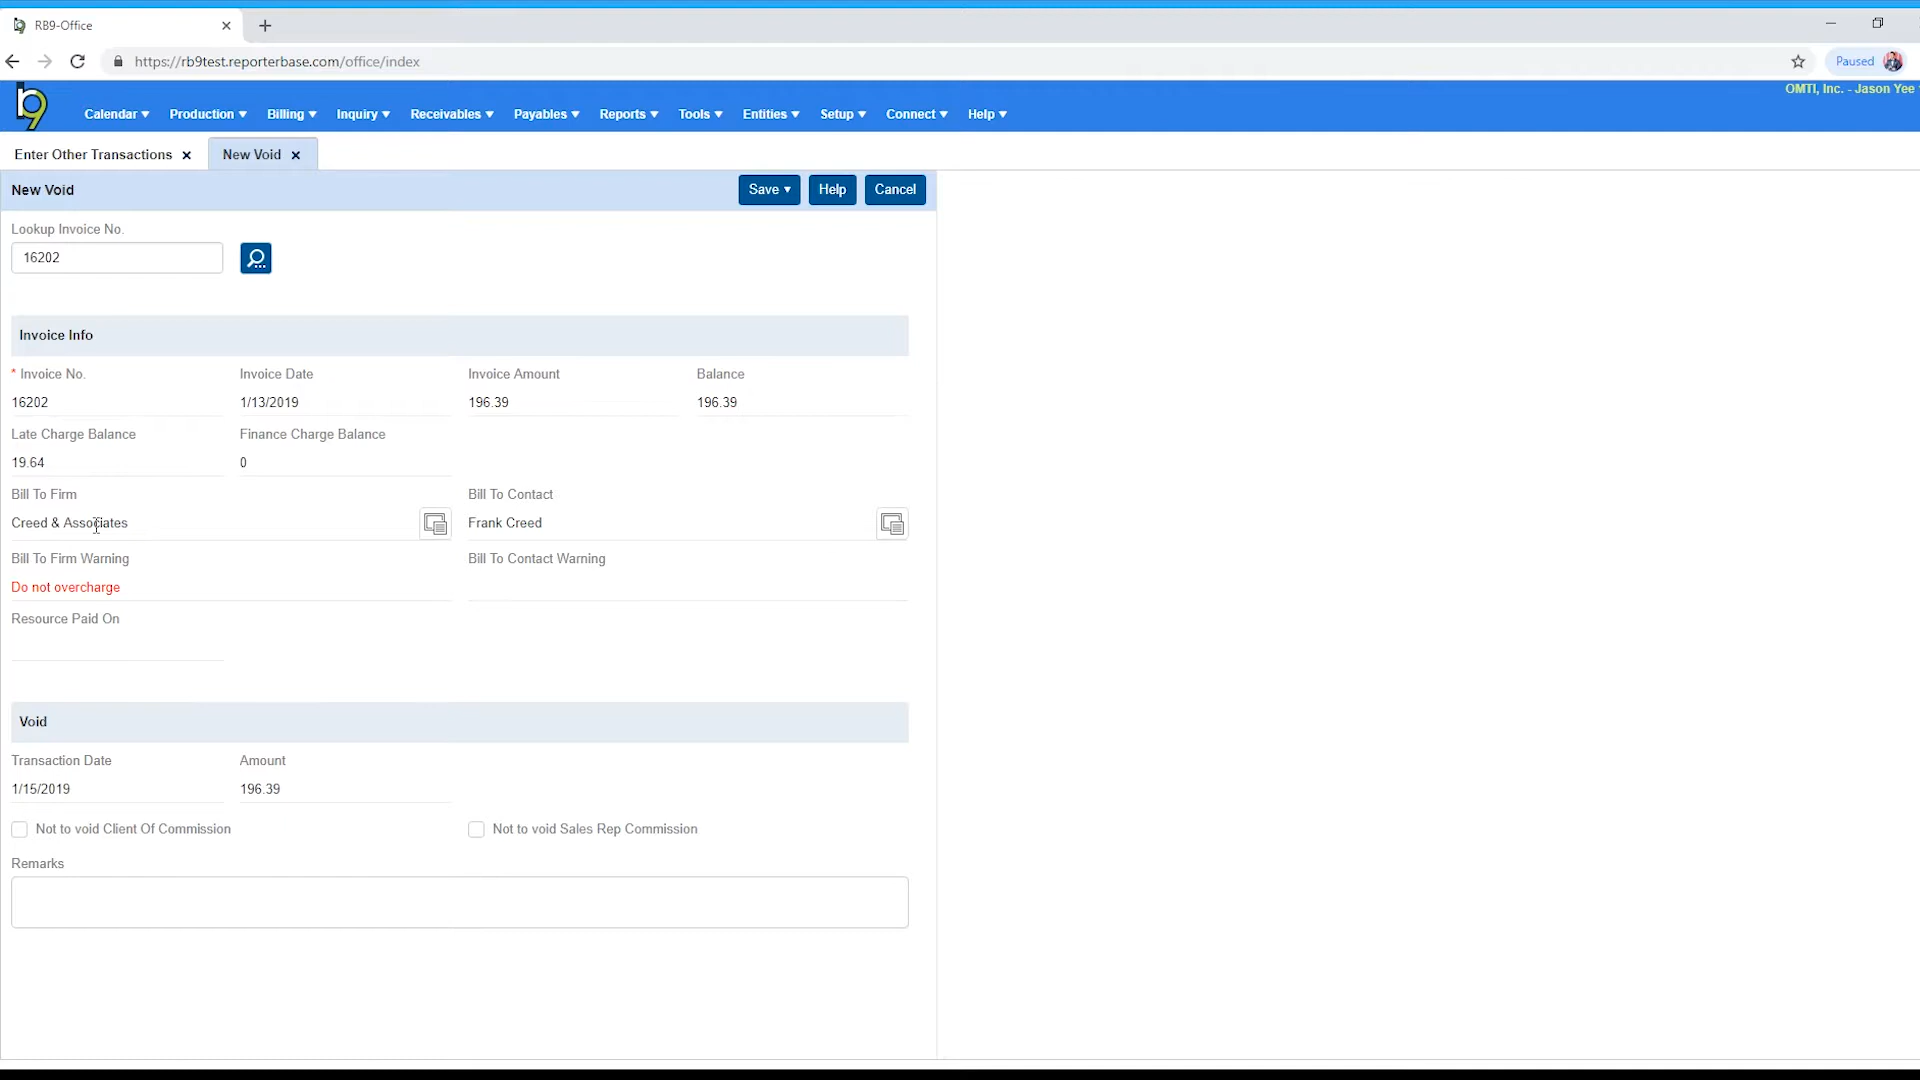 RB9-Office
https://rb9test.reporterbase.com/office/index
Paused
OMTI, Inc. - Jason Yee
b9
Calendar Production Billing Inquiry Receivables Payables Reports Tools Entities Setup Connect Help
Enter Other Transactions New Void
New Void Save Help Cancel
Lookup Invoice No.
16202
Invoice Info
* Invoice No. Invoice Date Invoice Amount Balance
16202 1/13/2019 196.39 196.39
Late Charge Balance Finance Charge Balance
19.64 0
Bill To Firm Bill To Contact
Creed & Associates Frank Creed
Bill To Firm Warning Bill To Contact Warning
Do not overcharge
Resource Paid On
Void
Transaction Date Amount
1/15/2019 196.39
Not to void Client Of Commission Not to void Sales Rep Commission
Remarks